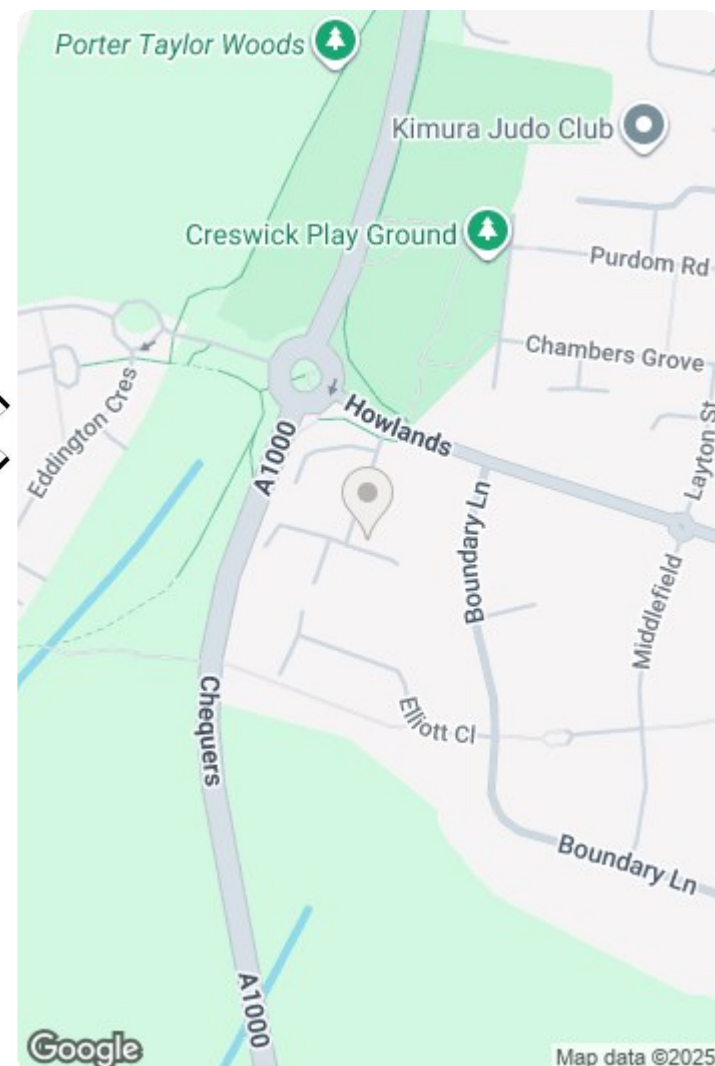 Porter Taylor Woods
Kimura Judo Club
Creswick Play Ground
Purdom Rd
Chambers Grove
Eddington Cres
Howlands
A1000
Layton St
Boundary Ln
Middlefield
Chequers
Elliott Cl
Boundary Ln
A1000
Google
Map data ©2025